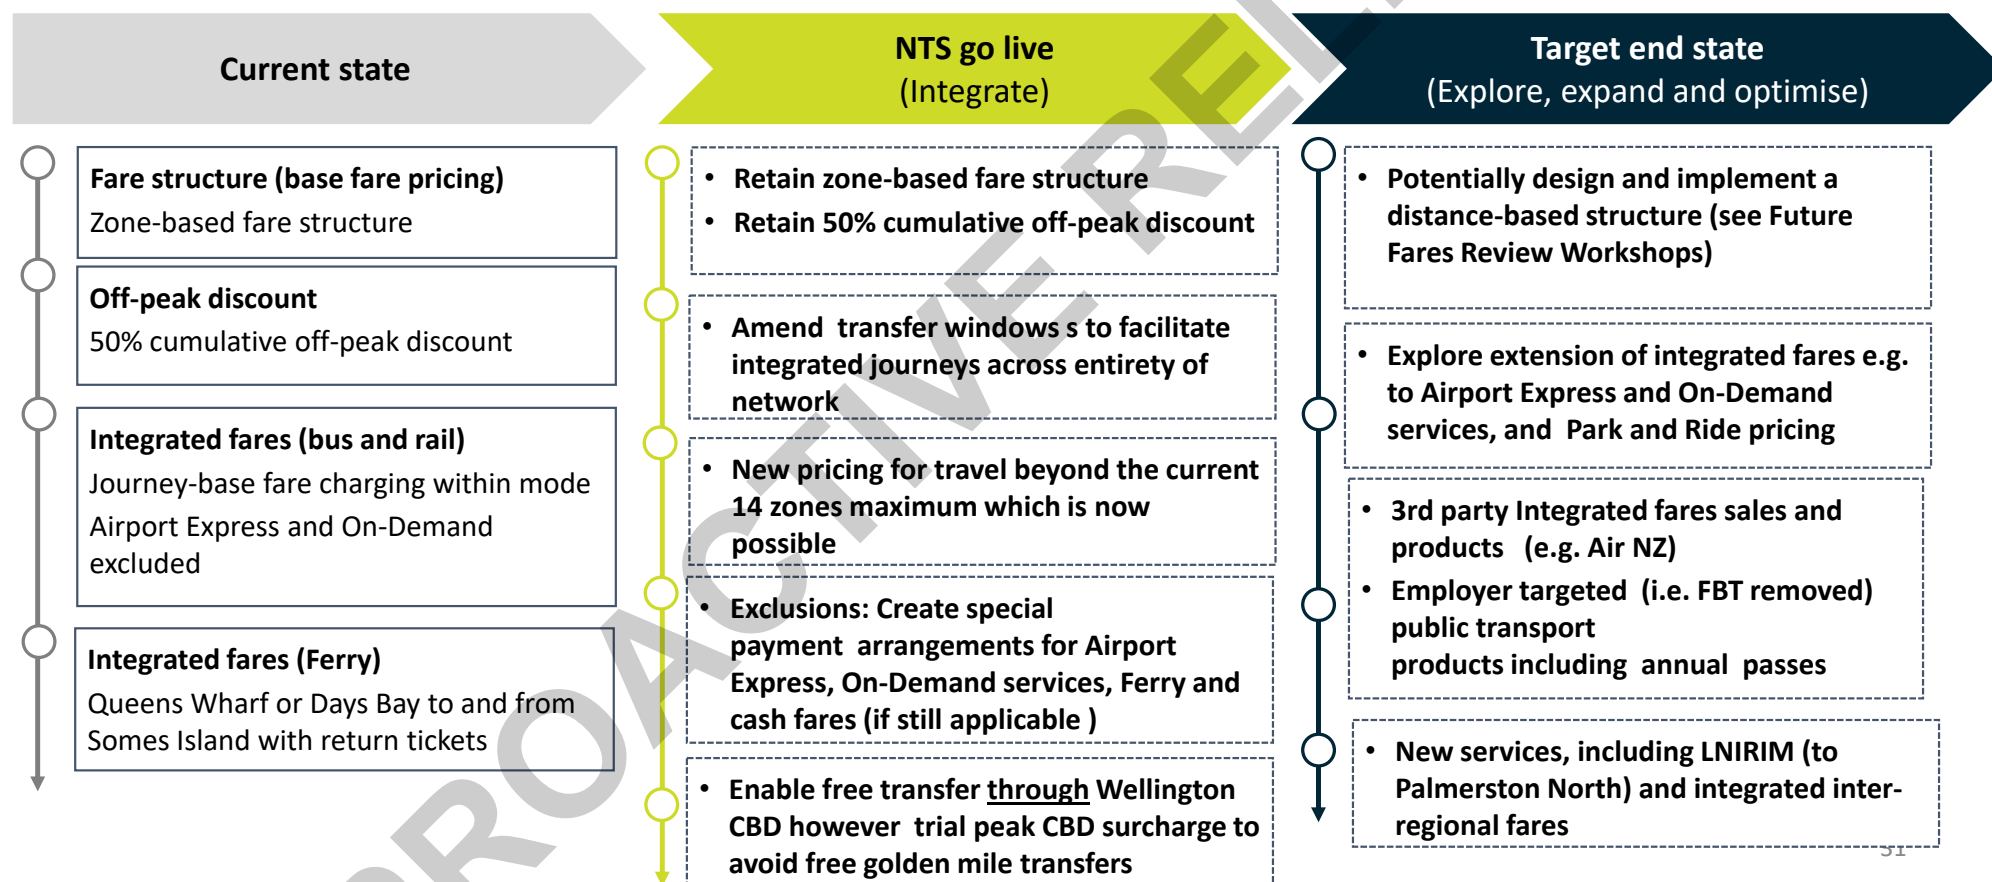 Current state
NTS go live
(Integrate)
Target end state
(Explore, expand and optimise)
Fare structure (base fare pricing)
Zone-based fare structure
Off-peak discount
50% cumulative off-peak discount
Integrated fares (bus and rail)
Journey-base fare charging within mode
Airport Express and On-Demand
excluded
Integrated fares (Ferry)
Queens Wharf or Days Bay to and from
Somes Island with return tickets
• Retain zone-based fare structure
• Retain 50% cumulative off-peak discount
• Amend transfer windows s to facilitate
integrated journeys across entirety of
network
• New pricing for travel beyond the current
14 zones maximum which is now
possible
• Exclusions: Create special
payment arrangements for Airport
Express, On-Demand services, Ferry and
cash fares (if still applicable )
• Enable free transfer through Wellington
CBD however trial peak CBD surcharge to
avoid free golden mile transfers
• Potentially design and implement a
distance-based structure (see Future
Fares Review Workshops)
• Explore extension of integrated fares e.g.
to Airport Express and On-Demand
services, and Park and Ride pricing
• 3rd party Integrated fares sales and
products (e.g. Air NZ)
• Employer targeted (i.e. FBT removed)
public transport
products including annual passes
• New services, including LNIRIM (to
Palmerston North) and integrated inter-
regional fares
31
PROACTIVE